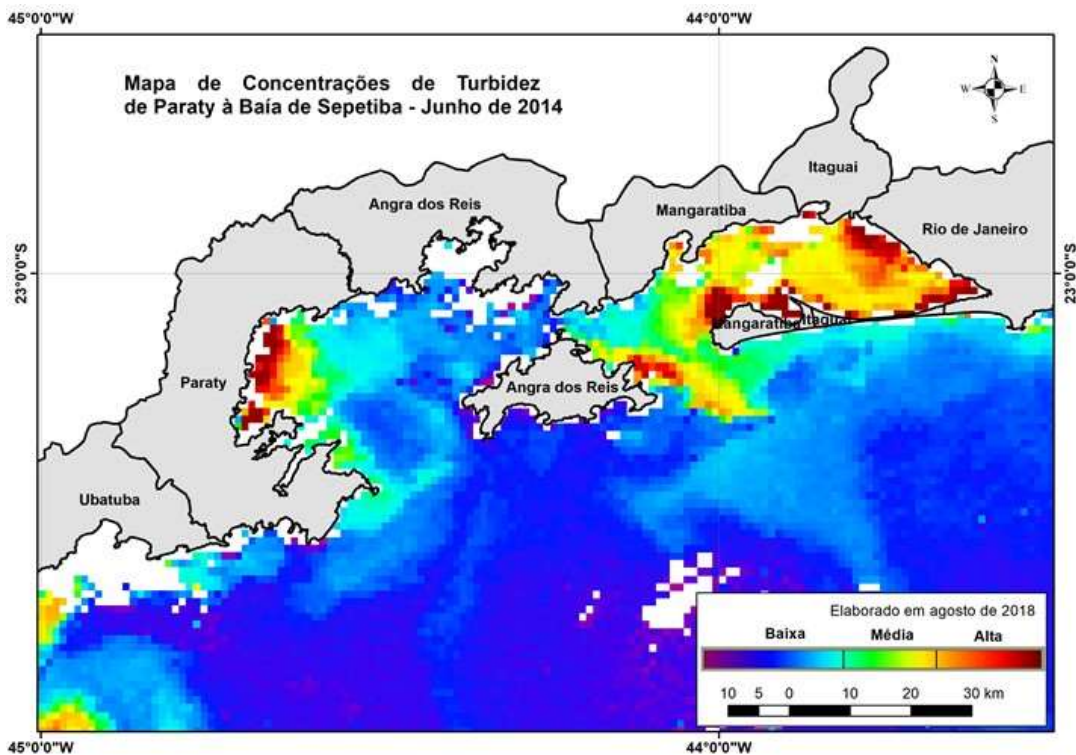 45°0'0"W
44°0'0"W
Mapa de Concentrações de Turbidez
de Paraty à Baía de Sepetiba - Junho de 2014
N
W
E
S
Itaguai
Angra dos Reis
Mangaratiba
Rio de Janeiro
23°0'0"S
23°0'0"S
Mangaratiba
Itaguai
Paraty
Angra dos Reis
Ubatuba
Elaborado em agosto de 2018
Baixa
Média
Alta
10 5 0 10 20 30 km
45°0'0"W
44°0'0"W